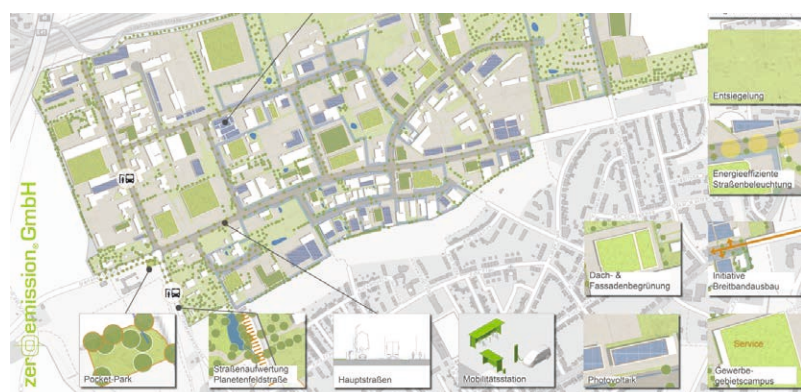 Entsiegelung
Energieeffiziente
Straßenbeleuchtung
Dach- &
Fassadenbegrünung
Initiative
Breitbandausbau
zeroemission® GmbH
Pocket-Park
Straßenaufwertung
Planetenfeldstraße
Hauptstraßen
Mobilitätsstation
Photovoltaik
Service
Gewerbe-
gebietscampus